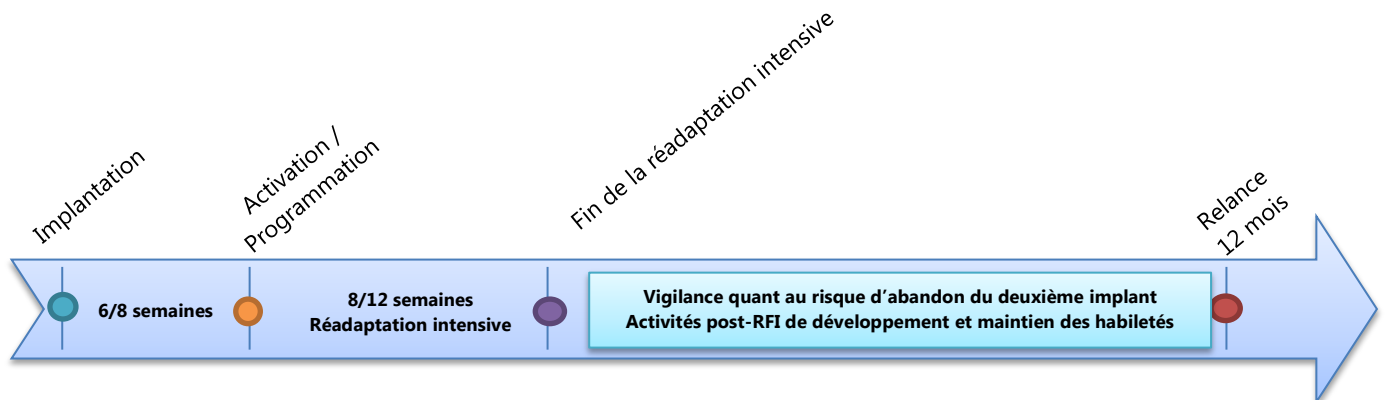 Implantation
Activation /
Programmation
Fin de la réadaptation intensive
Relance
12 mois
6/8 semaines
8/12 semaines
Réadaptation intensive
Vigilance quant au risque d’abandon du deuxième implant
Activités post-RFI de développement et maintien des habiletés